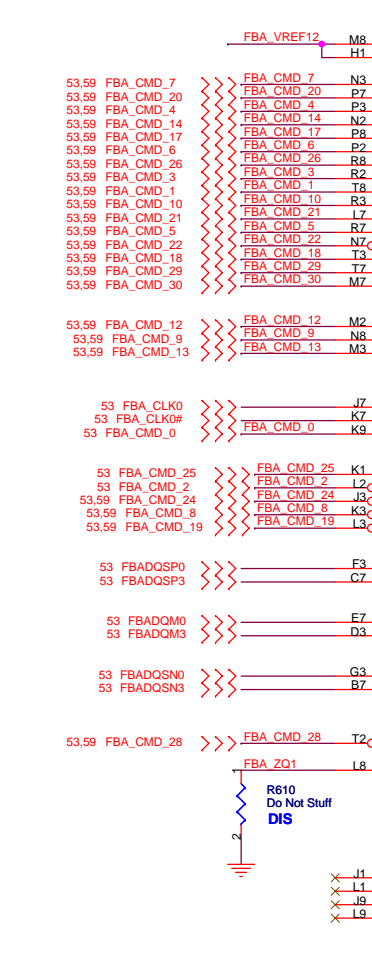 FBA_VREF12 M8
H1
53,59 FBA_CMD_7 FBA_CMD_7 N3
53,59 FBA_CMD_20 FBA_CMD_20 P7
53,59 FBA_CMD_4 FBA_CMD_4 P3
53,59 FBA_CMD_14 FBA_CMD_14 N2
53,59 FBA_CMD_17 FBA_CMD_17 P8
53,59 FBA_CMD_6 FBA_CMD_6 P2
53,59 FBA_CMD_26 FBA_CMD_26 R8
53,59 FBA_CMD_3 FBA_CMD_3 R2
53,59 FBA_CMD_1 FBA_CMD_1 T8
53,59 FBA_CMD_10 FBA_CMD_10 R3
53,59 FBA_CMD_21 FBA_CMD_21 L7
53,59 FBA_CMD_5 FBA_CMD_5 R7
53,59 FBA_CMD_22 FBA_CMD_22 N7
53,59 FBA_CMD_18 FBA_CMD_18 T3
53,59 FBA_CMD_29 FBA_CMD_29 T7
53,59 FBA_CMD_30 FBA_CMD_30 M7
53,59 FBA_CMD_12 FBA_CMD_12 M2
53,59 FBA_CMD_9 FBA_CMD_9 N8
53,59 FBA_CMD_13 FBA_CMD_13 M3
53 FBA_CLK0 J7
53 FBA_CLK0# K7
53 FBA_CMD_0 FBA_CMD_0 K9
53 FBA_CMD_25 FBA_CMD_25 K1
53 FBA_CMD_2 FBA_CMD_2 L2
53,59 FBA_CMD_24 FBA_CMD_24 J3
53,59 FBA_CMD_8 FBA_CMD_8 K3
53,59 FBA_CMD_19 FBA_CMD_19 L3
53 FBADQSP0 F3
53 FBADQSP3 C7
53 FBADQM0 E7
53 FBADQM3 D3
53 FBADQSN0 G3
53 FBADQSN3 B7
53,59 FBA_CMD_28 FBA_CMD_28 T2
FBA_ZQ1 L8
1
R610
Do Not Stuff
DIS
2
J1
L1
J9
L9